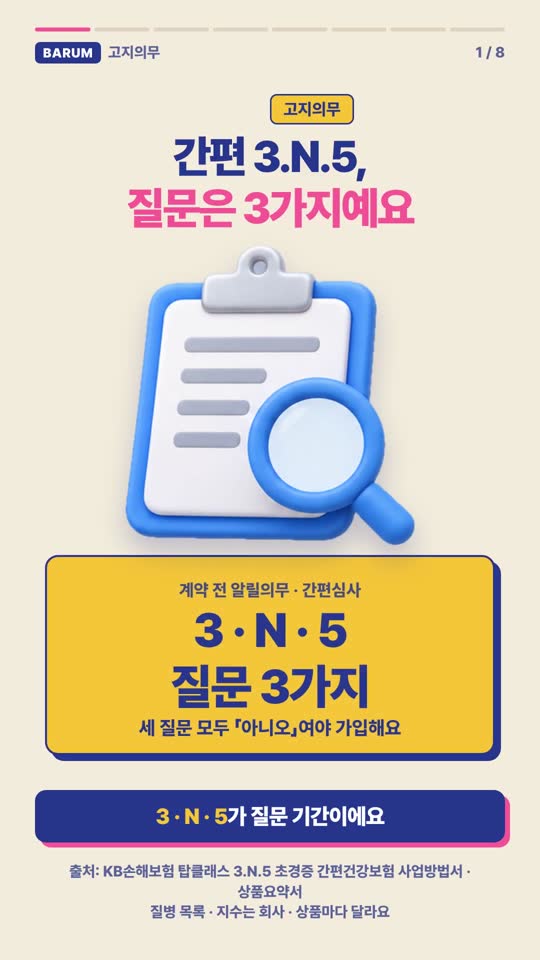 BARUM 고지의무 1 / 8
고지의무
간편 3.N.5,
질문은 3가지예요
계약 전 알릴의무 · 간편심사
3 · N · 5
질문 3가지
세 질문 모두 「아니오」여야 가입해요
3 · N · 5가 질문 기간이에요
출처: KB손해보험 탑클래스 3.N.5 초경증 간편건강보험 사업방법서 ·
상품요약서
질병 목록 · 지수는 회사 · 상품마다 달라요